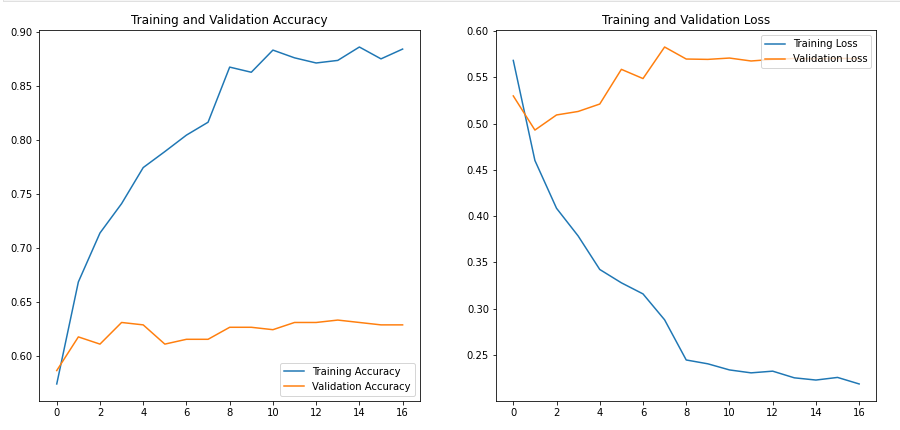 Training and Validation Accuracy
0.90
0.85
0.80
0.75
0.70
0.65
0.60
0 2 4 6 8 10 12 14 16
Training Accuracy
Validation Accuracy
Training and Validation Loss
0.60
0.55
0.50
0.45
0.40
0.35
0.30
0.25
0 2 4 6 8 10 12 14 16
Training Loss
Validation Loss